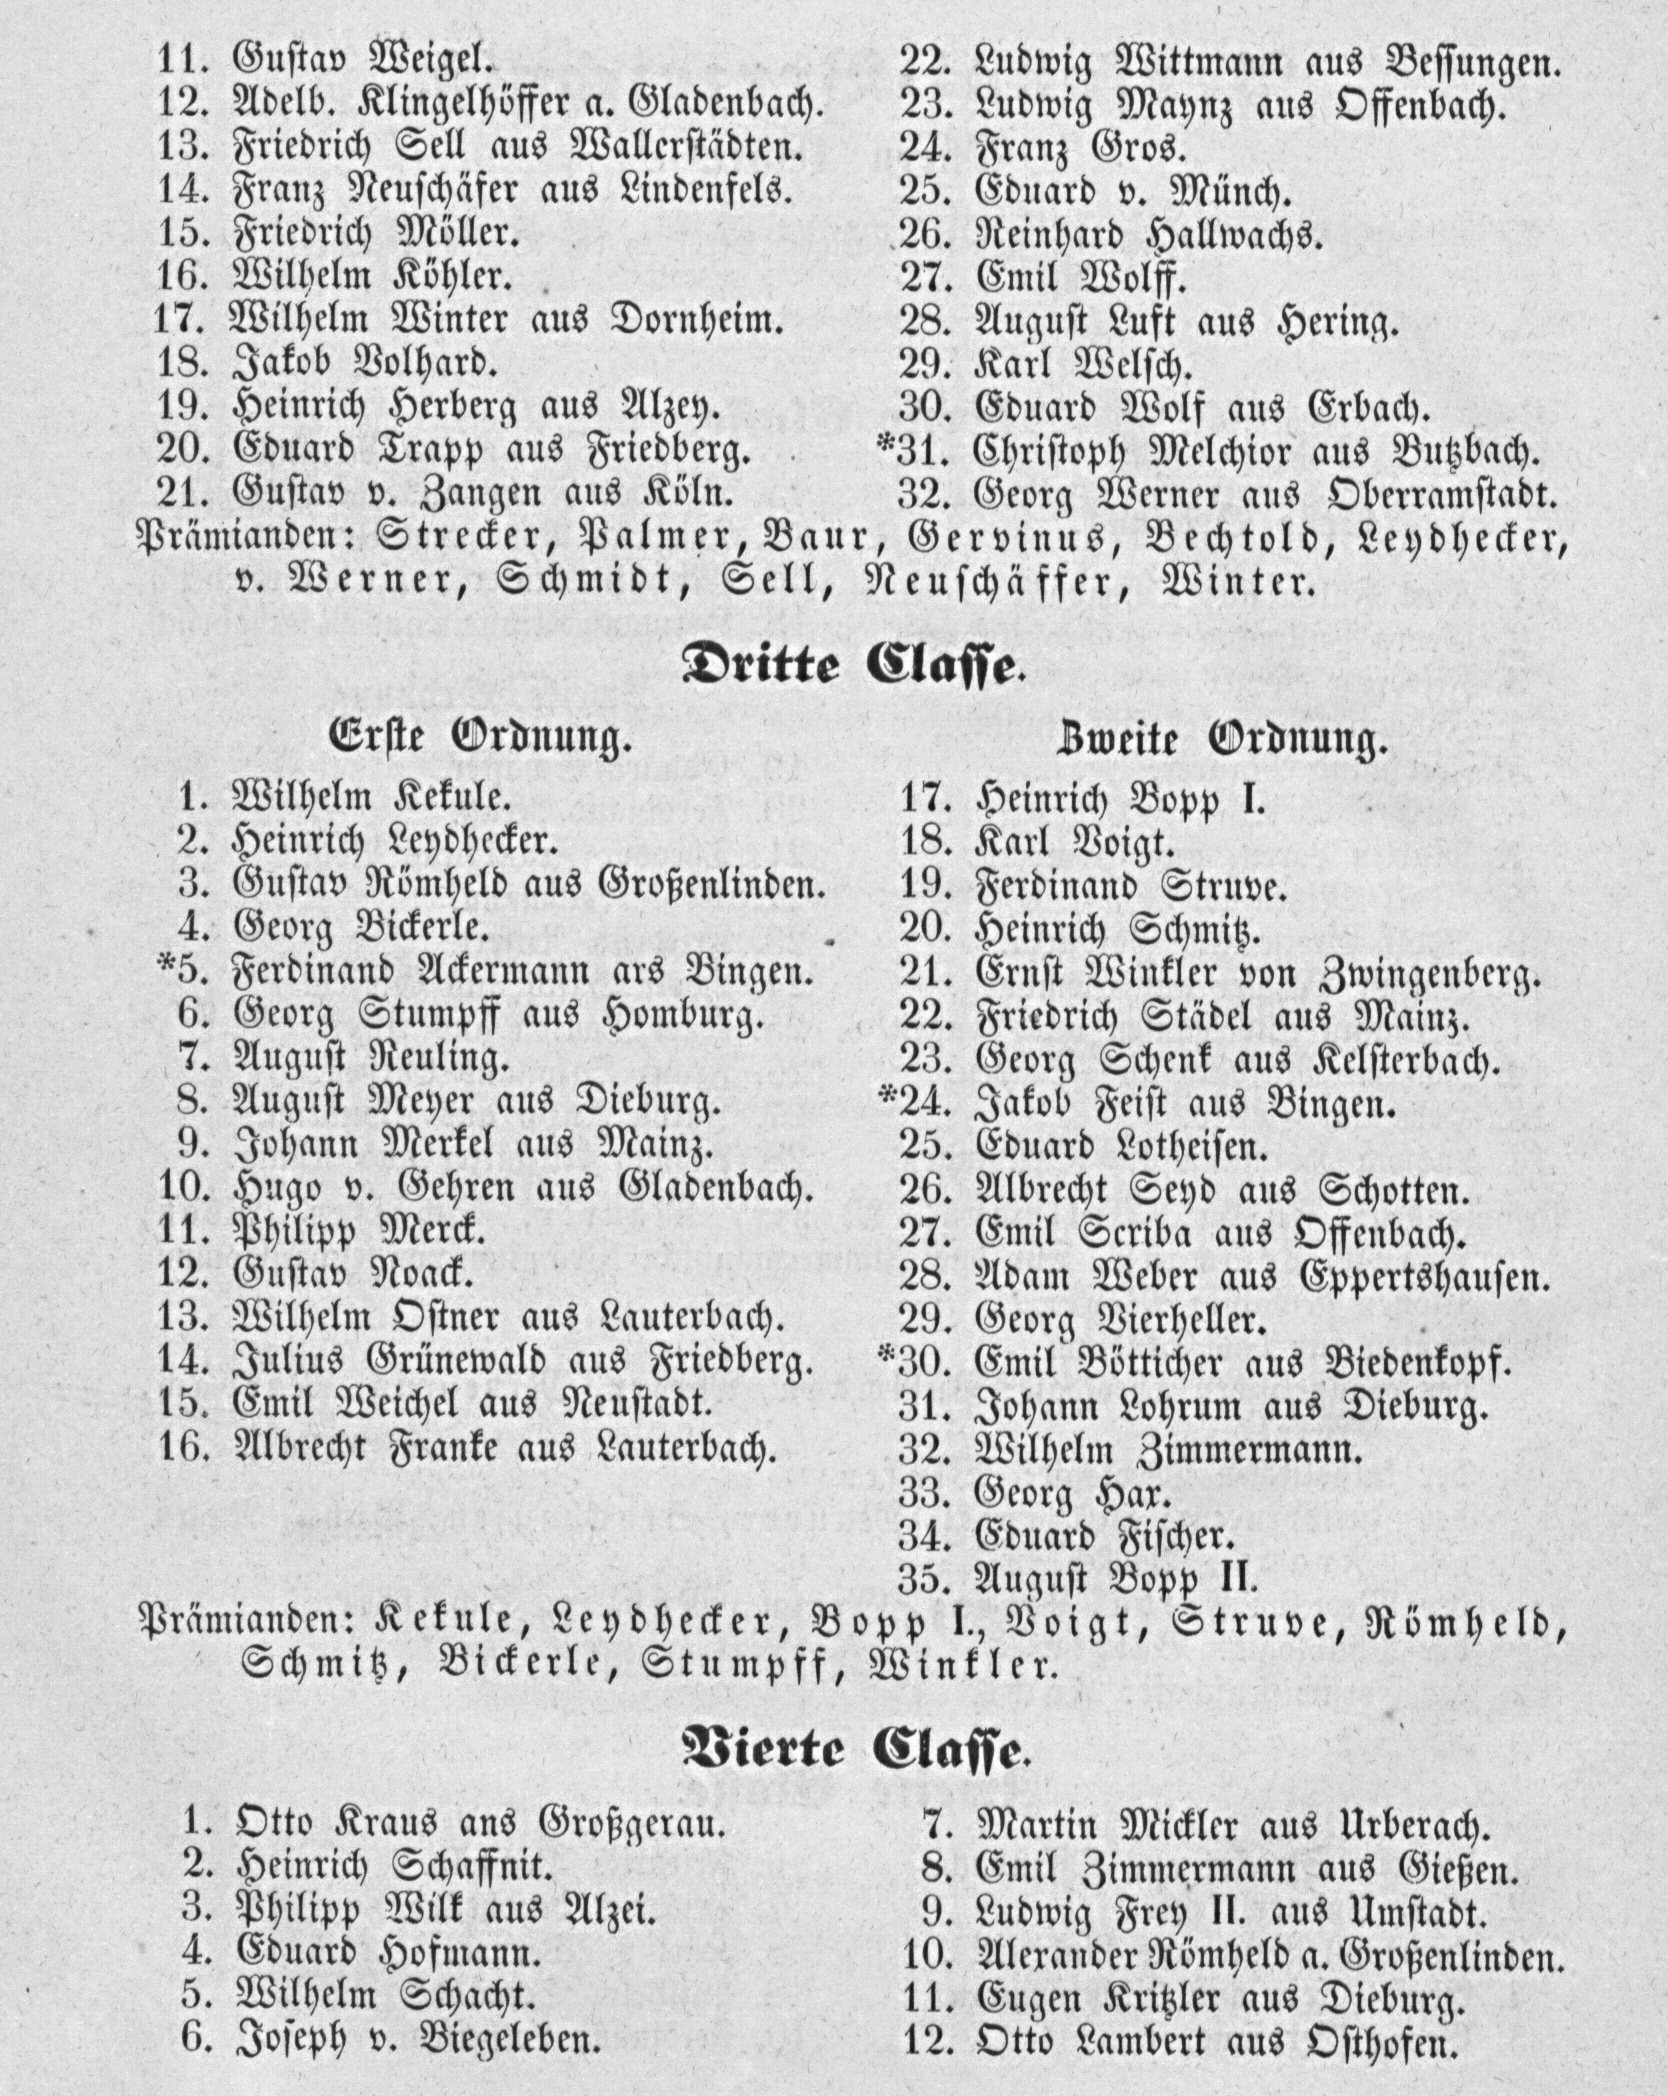 11. Gustav Weigel.
12. Adelb. Klingelhöffer a. Gladenbach.
13. Friedrich Sell aus Wallerstädten.
14. Franz Neuschäfer aus Lindenfels.
15. Friedrich Möller.
16. Wilhelm Köhler.
17. Wilhelm Winter aus Dornheim.
18. Jakob Volhard.
19. Heinrich Herberg aus Alzey.
20. Eduard Trapp aus Friedberg.
21. Gustav v. Zangen aus Köln.
22. Ludwig Wittmann aus Bessungen.
23. Ludwig Maynz aus Offenbach.
24. Franz Gros.
25. Eduard v. Münch.
26. Reinhard Hallwachs.
27. Emil Wolff.
28. August Luft aus Hering.
29. Karl Welsch.
30. Eduard Wolf aus Erbach.
*31. Christoph Melchior aus Butzbach.
32. Georg Werner aus Oberramstadt.
Prämianden: Strecker, Palmer, Baur, Gervinus, Bechtold, Leydhecker,
v. Werner, Schmidt, Sell, Neuschäffer, Winter.
Dritte Classe.
Erste Ordnung.
1. Wilhelm Kekule.
2. Heinrich Leydhecker.
3. Gustav Römheld aus Großenlinden.
4. Georg Bickerle.
*5. Ferdinand Ackermann ars Bingen.
6. Georg Stumpff aus Homburg.
7. August Reuling.
8. August Meyer aus Dieburg.
9. Johann Merkel aus Mainz.
10. Hugo v. Gehren aus Gladenbach.
11. Philipp Merck.
12. Gustav Noack.
13. Wilhelm Ostner aus Lauterbach.
14. Julius Grünewald aus Friedberg.
15. Emil Weichel aus Neustadt.
16. Albrecht Franke aus Lauterbach.
Zweite Ordnung.
17. Heinrich Bopp I.
18. Karl Voigt.
19. Ferdinand Struve.
20. Heinrich Schmitz.
21. Ernst Winkler von Zwingenberg.
22. Friedrich Städel aus Mainz.
23. Georg Schenk aus Kelsterbach.
*24. Jakob Feist aus Bingen.
25. Eduard Lotheisen.
26. Albrecht Seyd aus Schotten.
27. Emil Scriba aus Offenbach.
28. Adam Weber aus Eppertshausen.
29. Georg Vierheller.
*30. Emil Bötticher aus Biedenkopf.
31. Johann Lohrum aus Dieburg.
32. Wilhelm Zimmermann.
33. Georg Hax.
34. Eduard Fischer.
35. August Bopp II.
Prämianden: Kekule, Leydhecker, Bopp I., Voigt, Struve, Römheld,
Schmitz, Bickerle, Stumpff, Winkler.
Vierte Classe.
1. Otto Kraus ans Großgerau.
2. Heinrich Schaffnit.
3. Philipp Wilk aus Alzei.
4. Eduard Hofmann.
5. Wilhelm Schacht.
6. Joseph v. Biegeleben.
7. Martin Mickler aus Urberach.
8. Emil Zimmermann aus Gießen.
9. Ludwig Frey II. aus Umstadt.
10. Alexander Römheld a. Großenlinden.
11. Eugen Kritzler aus Dieburg.
12. Otto Lambert aus Osthofen.